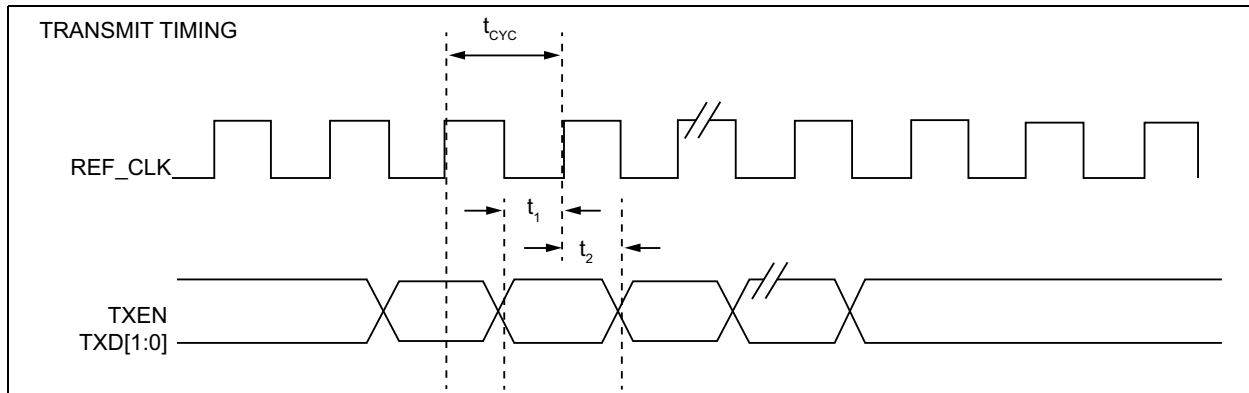 TRANSMIT TIMING
tCYC
REF_CLK
t1
t2
TXEN
TXD[1:0]